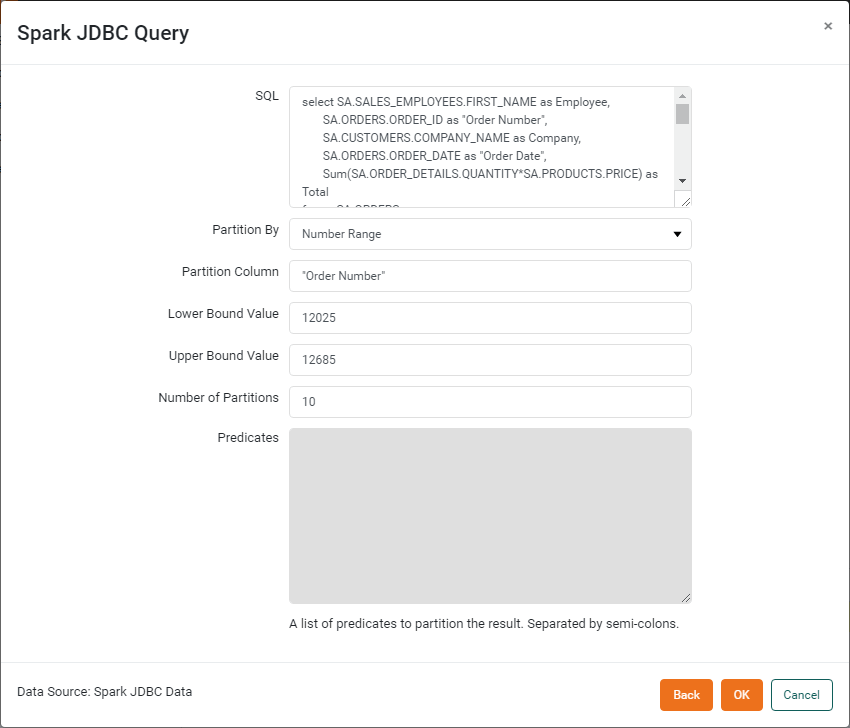 Spark JDBC Query
×
SQL
select SA.SALES_EMPLOYEES.FIRST_NAME as Employee,
SA.ORDERS.ORDER_ID as "Order Number",
SA.CUSTOMERS.COMPANY_NAME as Company,
SA.ORDERS.ORDER_DATE as "Order Date",
Sum(SA.ORDER_DETAILS.QUANTITY*SA.PRODUCTS.PRICE) as
Total
Partition By
Number Range
Partition Column
"Order Number"
Lower Bound Value
12025
Upper Bound Value
12685
Number of Partitions
10
Predicates
A list of predicates to partition the result. Separated by semi-colons.
Data Source: Spark JDBC Data
Back
OK
Cancel